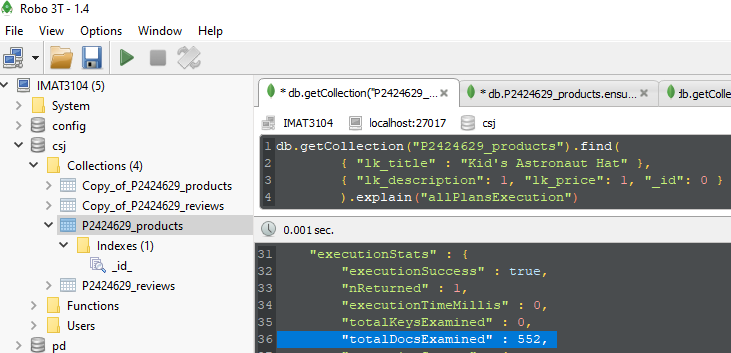 Robo 3T - 1.4
File View Options Window Help
IMAT3104 (5)
System
config
csj
Collections (4)
Copy_of_P2424629_products
Copy_of_P2424629_reviews
P2424629_products
Indexes (1)
_id_
P2424629_reviews
Functions
Users
pd
* db.getCollection("P2424629_... * db.P2424629_products.ensu... db.getColle
IMAT3104 localhost:27017 csj
1 db.getCollection("P2424629_products").find(
2 { "lk_title" : "Kid's Astronaut Hat" },
3 { "lk_description": 1, "lk_price": 1, "_id": 0 }
4 ).explain("allPlansExecution")
0.001 sec.
31 "executionStats" : {
32 "executionSuccess" : true,
33 "nReturned" : 1,
34 "executionTimeMillis" : 0,
35 "totalKeysExamined" : 0,
36 "totalDocsExamined" : 552,